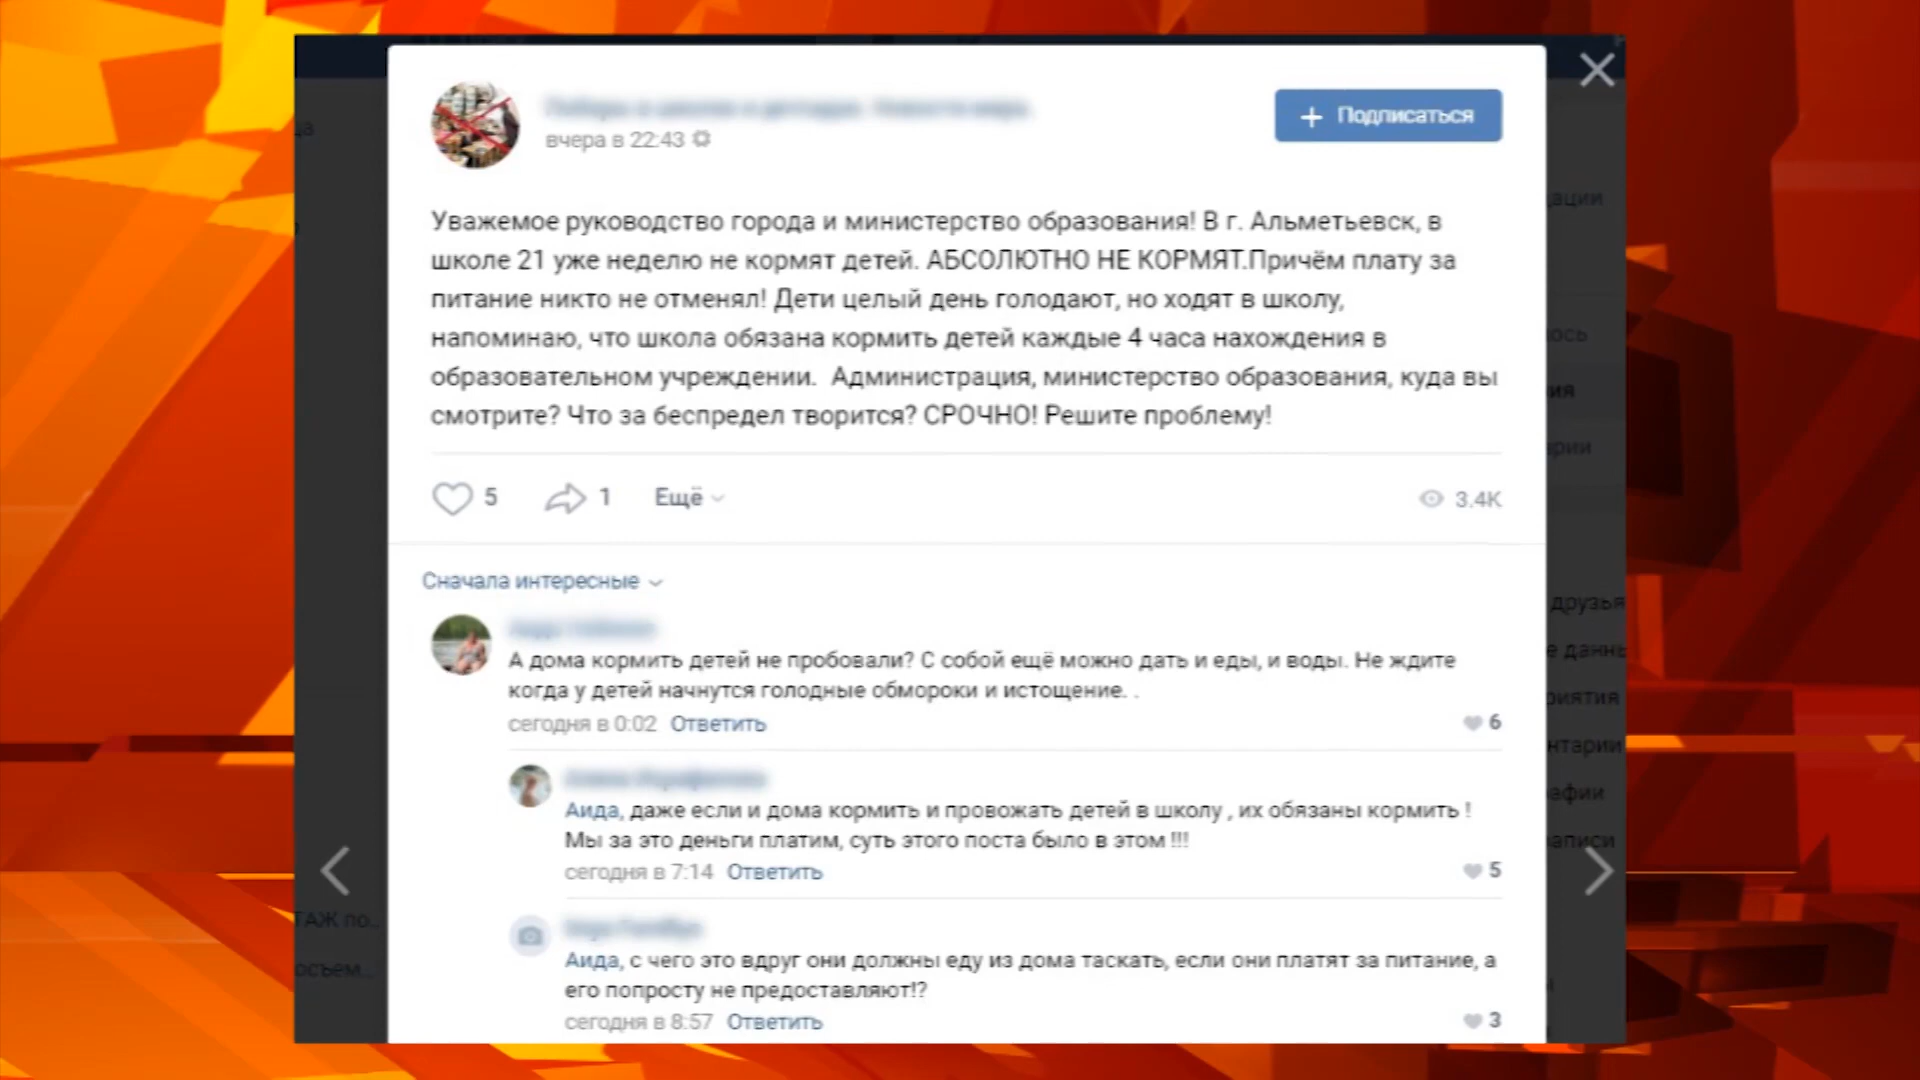 вчера в 22:43
+ Подписаться
Уважемое руководство города и министерство образования! В г. Альметьевск, в
школе 21 уже неделю не кормят детей. АБСОЛЮТНО НЕ КОРМЯТ.Причём плату за
питание никто не отменял! Дети целый день голодают, но ходят в школу,
напоминаю, что школа обязана кормить детей каждые 4 часа нахождения в
образовательном учреждении.  Администрация, министерство образования, куда вы
смотрите? Что за беспредел творится? СРОЧНО! Решите проблему!
5 1 Ещё 3.4K
Сначала интересные
А дома кормить детей не пробовали? С собой ещё можно дать и еды, и воды. Не ждите
когда у детей начнутся голодные обмороки и истощение. .
сегодня в 0:02 Ответить 6
Аида, даже если и дома кормить и провожать детей в школу , их обязаны кормить !
Мы за это деньги платим, суть этого поста было в этом !!!
сегодня в 7:14 Ответить 5
Аида, с чего это вдруг они должны еду из дома таскать, если они платят за питание, а
его попросту не предоставляют!?
сегодня в 8:57 Ответить 3
друзья